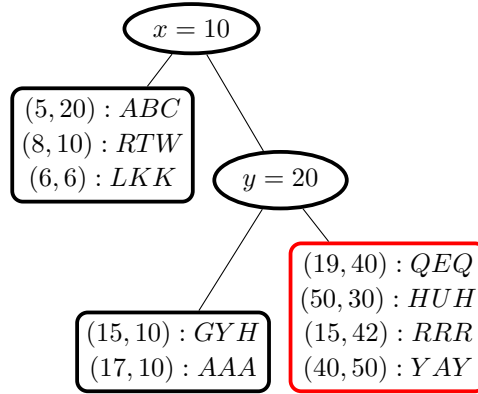 x = 10
(5, 20) : ABC
(8, 10) : RTW
(6, 6) : LKK
y = 20
(19, 40) : QEQ
(50, 30) : HUH
(15, 42) : RRR
(40, 50) : YAY
(15, 10) : GYH
(17, 10) : AAA